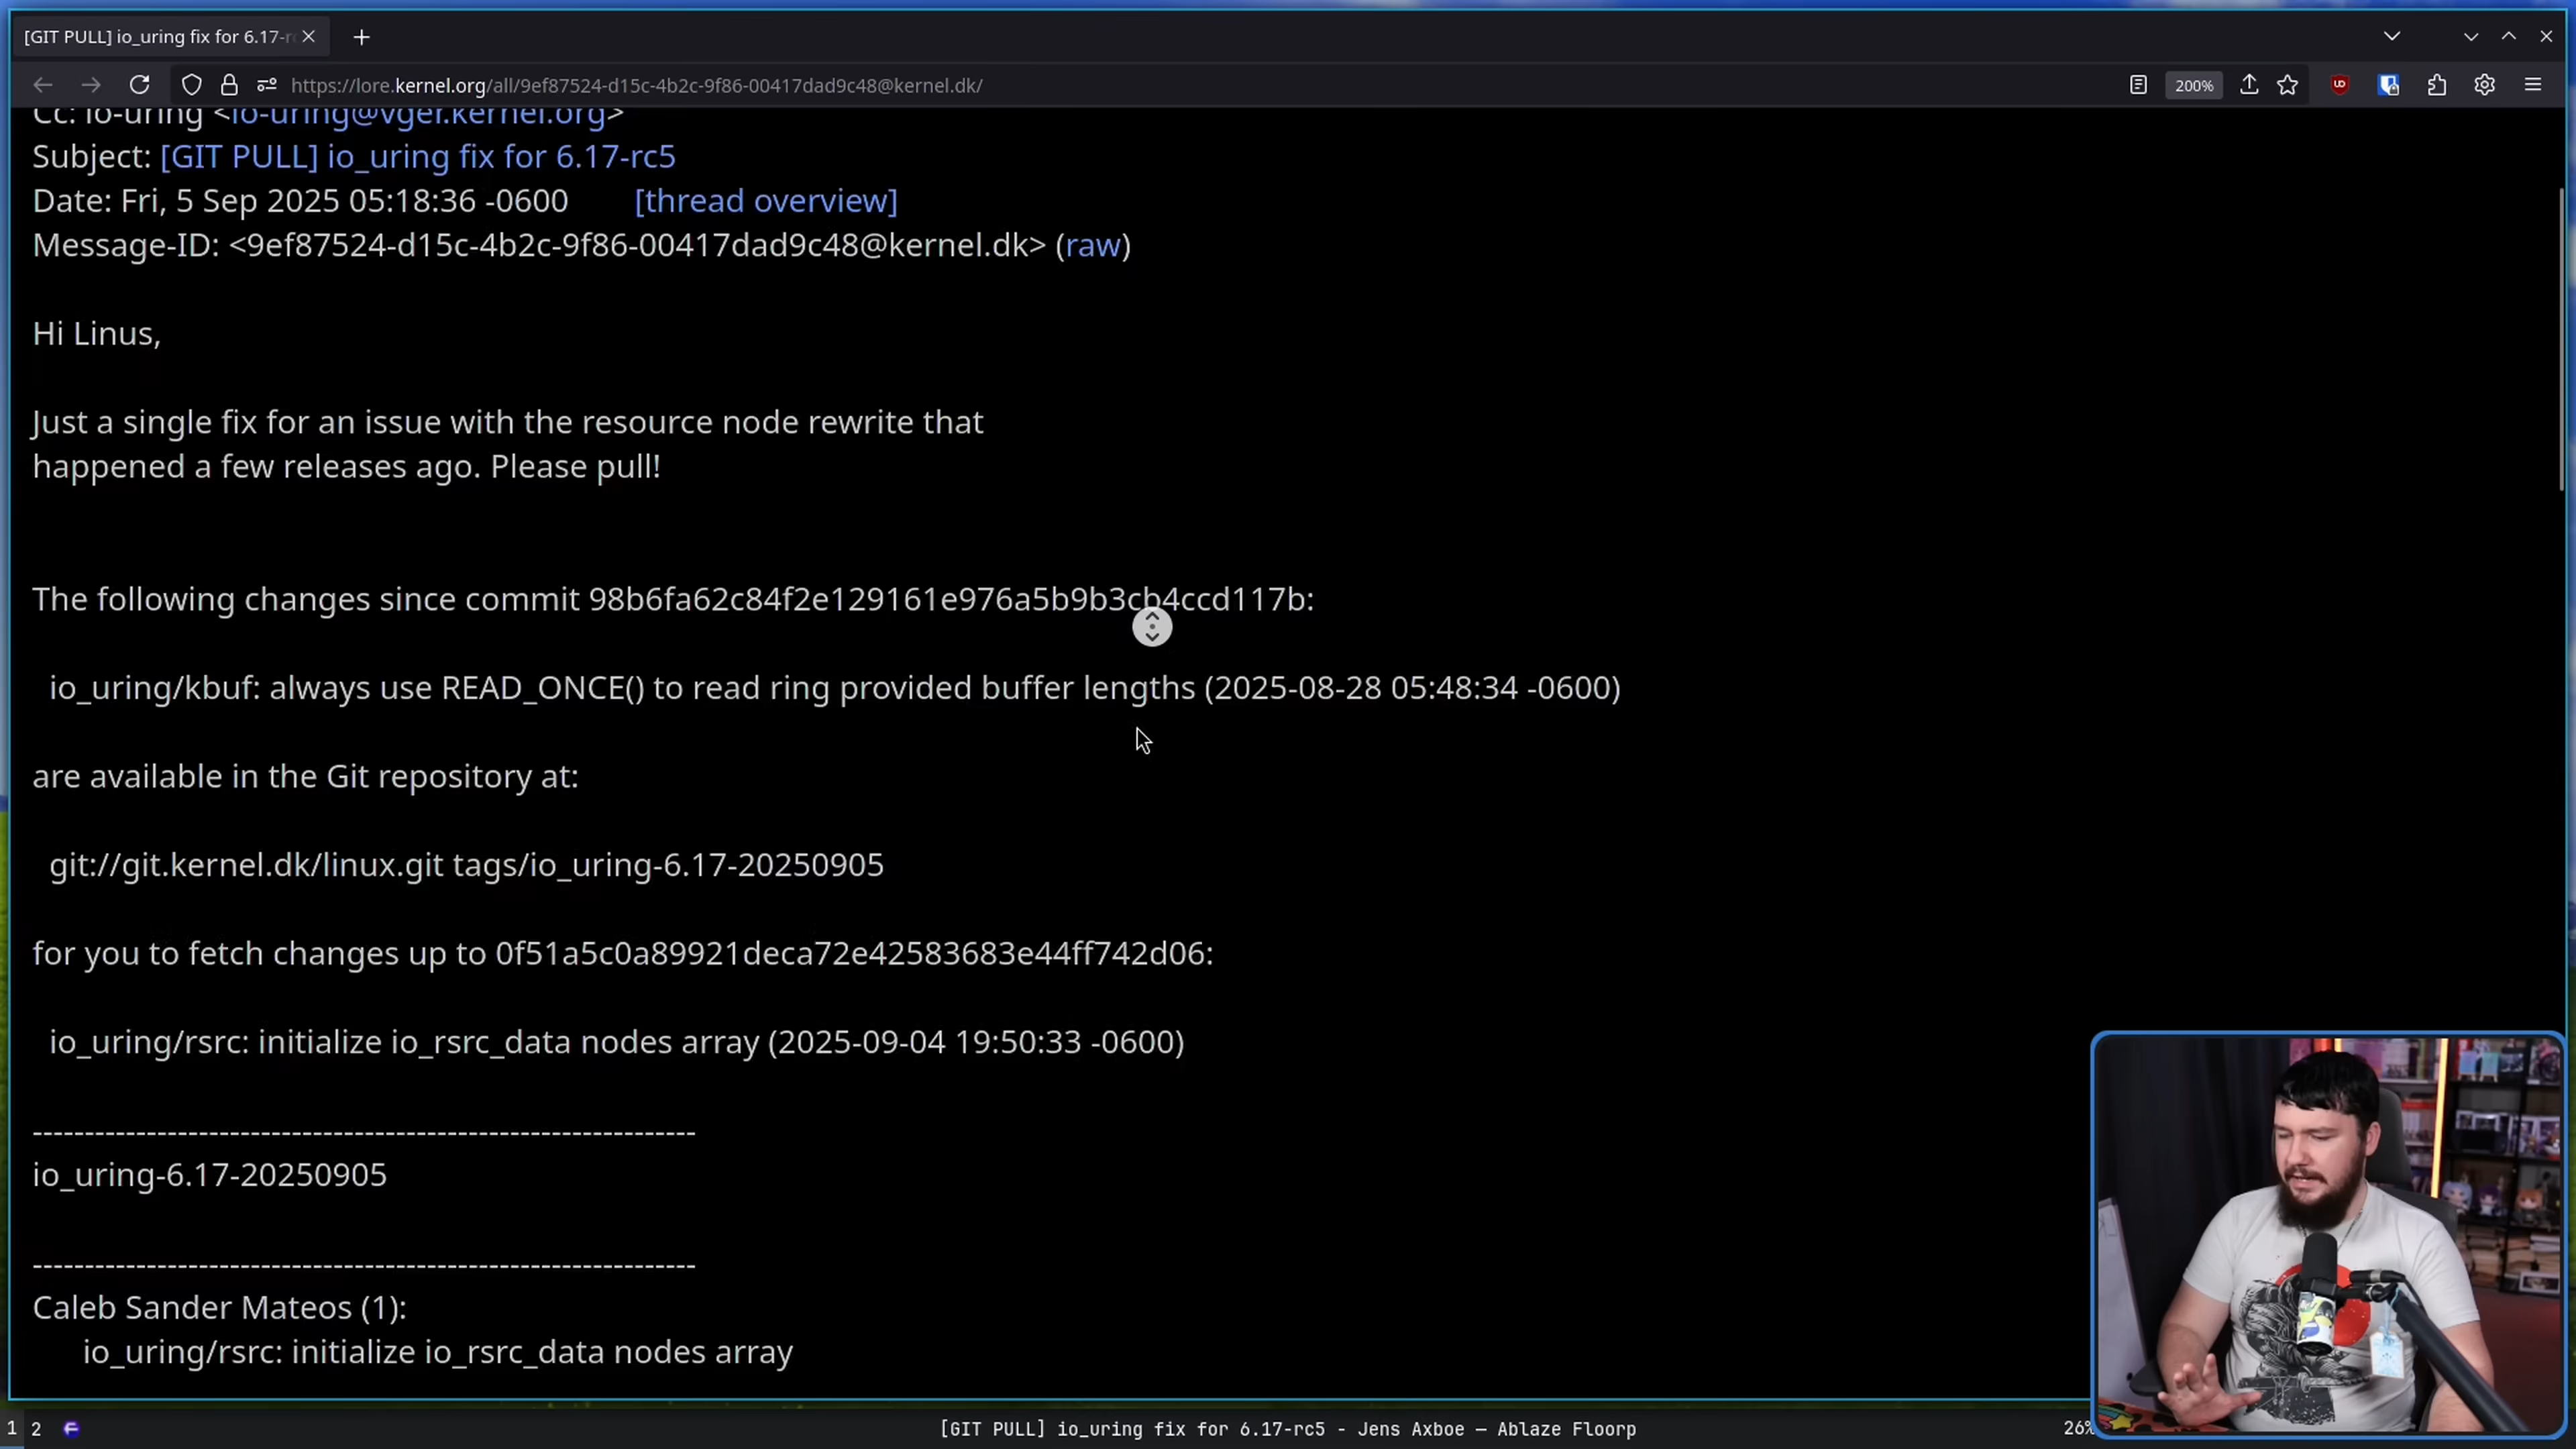 [GIT PULL] io_uring fix for 6.17-r
https://lore.kernel.org/all/9ef87524-d15c-4b2c-9f86-00417dad9c48@kernel.dk/
200%
Cc: io-uring <io-uring@vger.kernel.org>
Subject: [GIT PULL] io_uring fix for 6.17-rc5
Date: Fri, 5 Sep 2025 05:18:36 -0600 [thread overview]
Message-ID: <9ef87524-d15c-4b2c-9f86-00417dad9c48@kernel.dk> (raw)
Hi Linus,
Just a single fix for an issue with the resource node rewrite that
happened a few releases ago. Please pull!
The following changes since commit 98b6fa62c84f2e129161e976a5b9b3cb4ccd117b:
io_uring/kbuf: always use READ_ONCE() to read ring provided buffer lengths (2025-08-28 05:48:34 -0600)
are available in the Git repository at:
git://git.kernel.dk/linux.git tags/io_uring-6.17-20250905
for you to fetch changes up to 0f51a5c0a89921deca72e42583683e44ff742d06:
io_uring/rsrc: initialize io_rsrc_data nodes array (2025-09-04 19:50:33 -0600)
----------------------------------------------------------------
io_uring-6.17-20250905
----------------------------------------------------------------
Caleb Sander Mateos (1):
io_uring/rsrc: initialize io_rsrc_data nodes array
1 2 [GIT PULL] io_uring fix for 6.17-rc5 - Jens Axboe — Ablaze Floorp 26%